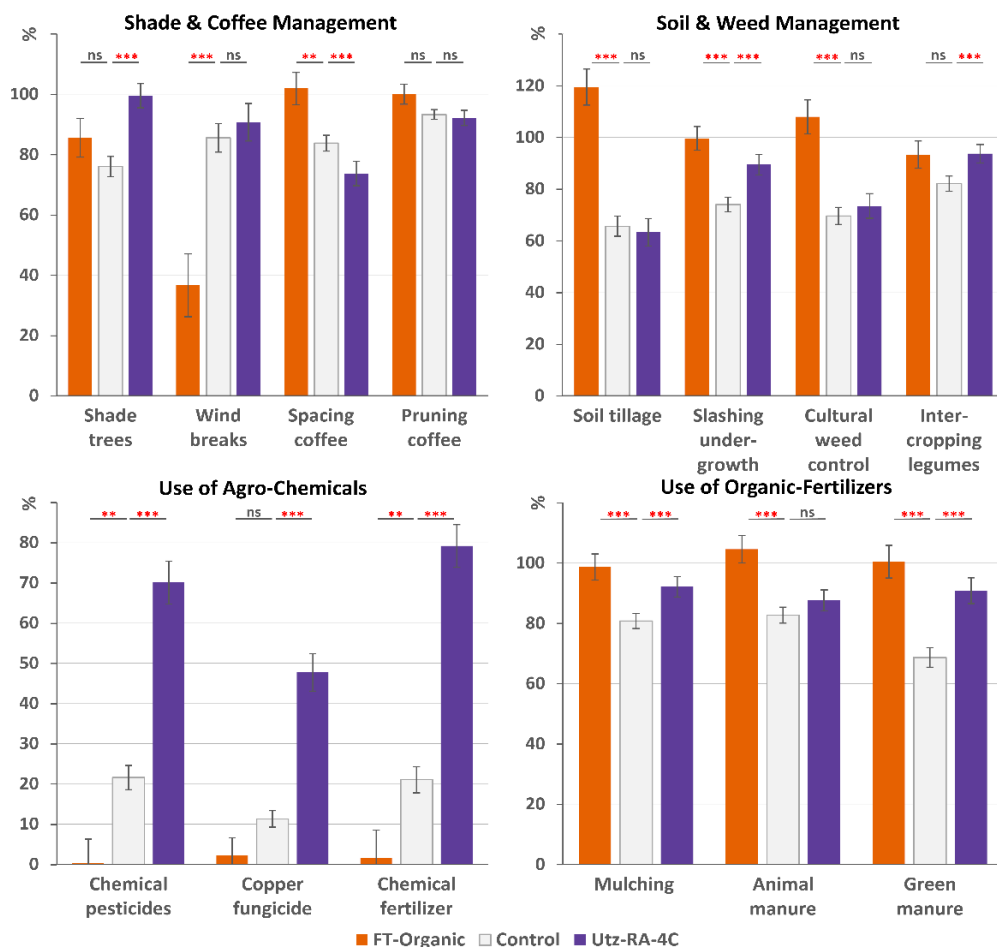 Shade & Coffee Management
%
ns *** *** ns ** *** ns ns
100
80
60
40
20
0
Shade trees
Wind breaks
Spacing coffee
Pruning coffee
Soil & Weed Management
%
*** ns *** *** *** ns ns ***
120
100
80
60
40
20
0
Soil tillage
Slashing under-growth
Cultural weed control
Inter-cropping legumes
Use of Agro-Chemicals
%
** *** ns *** ** ***
80
70
60
50
40
30
20
10
0
Chemical pesticides
Copper fungicide
Chemical fertilizer
Use of Organic-Fertilizers
%
*** *** *** ns *** ***
100
80
60
40
20
0
Mulching
Animal manure
Green manure
FT-Organic Control Utz-RA-4C